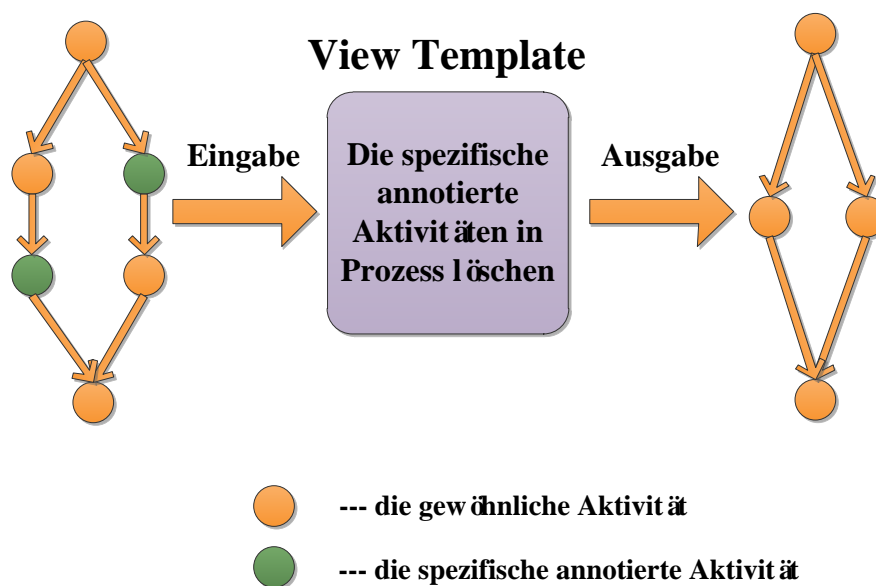 View Template
Eingabe
Die spezifische
annotierte
Aktivitäten in
Prozess löschen
Ausgabe
--- die gewöhnliche Aktivität
--- die spezifische annotierte Aktivität